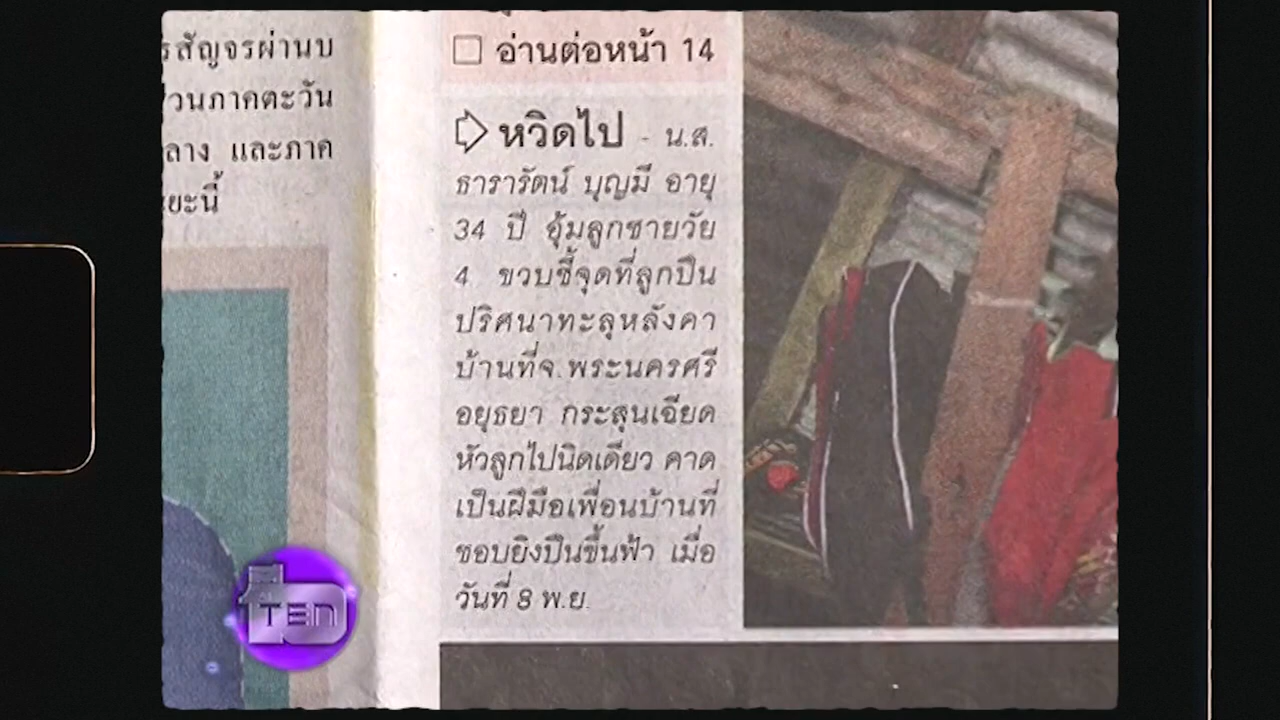 รสัญจรผ่านบ
่วนภาคตะวัน
ลาง และภาค
ยะนี้
อ่านต่อหน้า 14
หวิดไป - น.ส.
ธารารัตน์ บุญมี อายุ
34 ปี อุ้มลูกชายวัย
4 ขวบชี้จุดที่ลูกปืน
ปริศนาทะลุหลังคา
บ้านที่จ.พระนครศรี
อยุธยา กระสุนเฉียด
หัวลูกไปนิดเดียว คาด
เป็นฝีมือเพื่อนบ้านที่
ชอบยิงปืนขึ้นฟ้า เมื่อ
วันที่ 8 พ.ย.
TEN